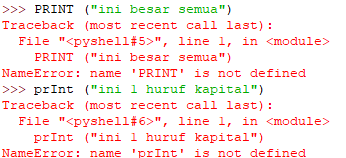 >>> PRINT ("ini besar semua")
Traceback (most recent call last):
  File "<pyshell#5>", line 1, in <module>
    PRINT ("ini besar semua")
NameError: name 'PRINT' is not defined
>>> prInt ("ini 1 huruf kapital")
Traceback (most recent call last):
  File "<pyshell#6>", line 1, in <module>
    prInt ("ini 1 huruf kapital")
NameError: name 'prInt' is not defined